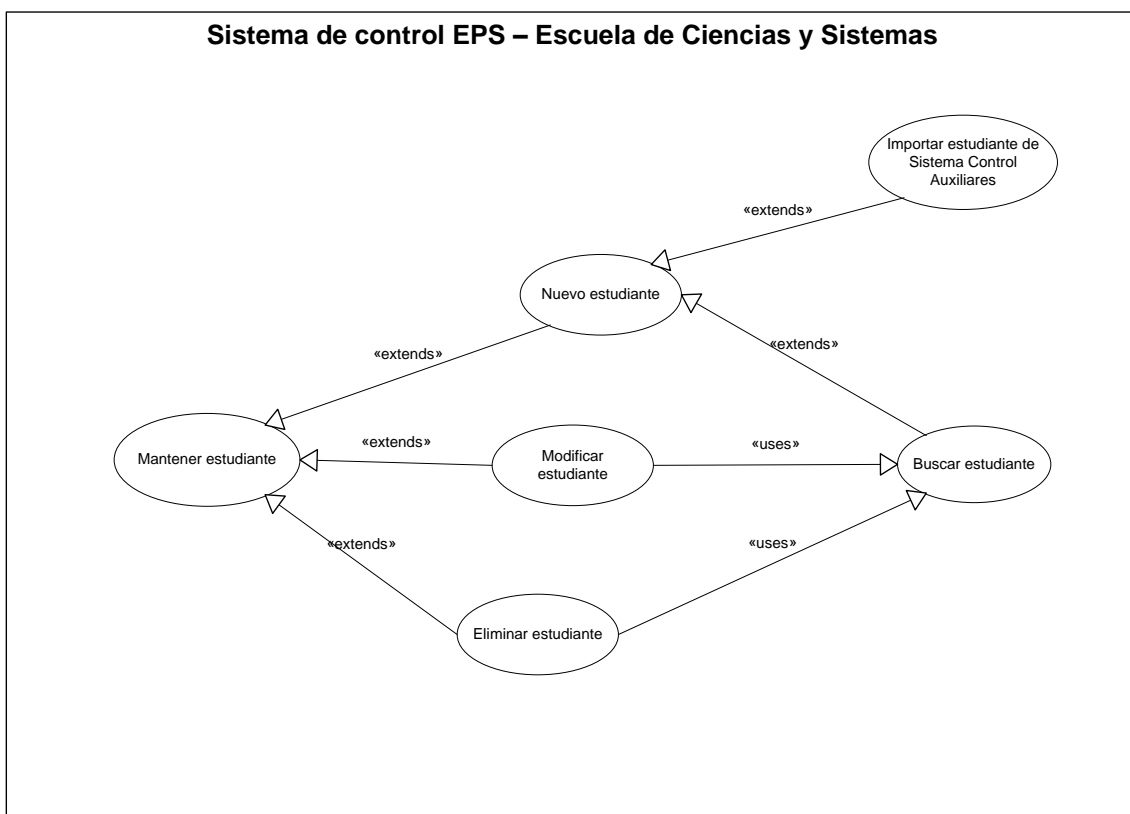 Sistema de control EPS – Escuela de Ciencias y Sistemas
Importar estudiante de
Sistema Control
Auxiliares
«extends»
Nuevo estudiante
«extends»
«extends»
Mantener estudiante
«extends»
Modificar
estudiante
«uses»
Buscar estudiante
«extends»
«uses»
Eliminar estudiante